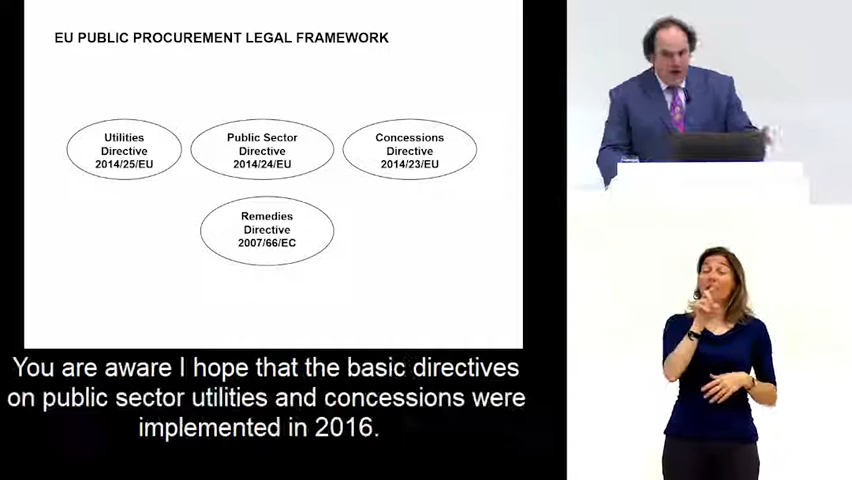 EU PUBLIC PROCUREMENT LEGAL FRAMEWORK
Utilities
Directive
2014/25/EU
Public Sector
Directive
2014/24/EU
Concessions
Directive
2014/23/EU
Remedies
Directive
2007/66/EC
You are aware I hope that the basic directives
on public sector utilities and concessions were
implemented in 2016.